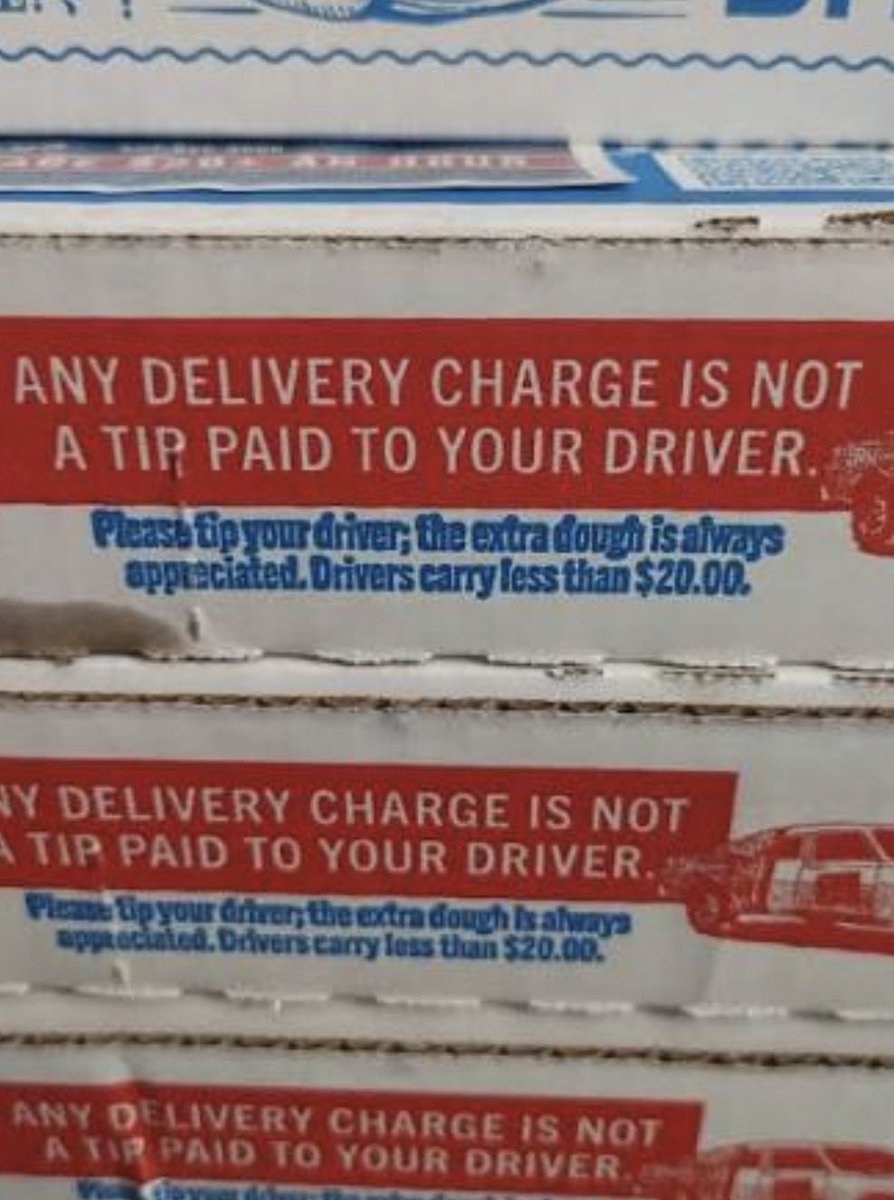 AN HOUR
ANY DELIVERY CHARGE IS NOT
A TIP PAID TO YOUR DRIVER.
Please tip your driver; the extra dough is always
appreciated. Drivers carry less than $20.00.
NY DELIVERY CHARGE IS NOT
A TIP PAID TO YOUR DRIVER.
Please tip your driver; the extra dough is always
appreciated. Drivers carry less than $20.00.
ANY DELIVERY CHARGE IS NOT
A TIP PAID TO YOUR DRIVER.